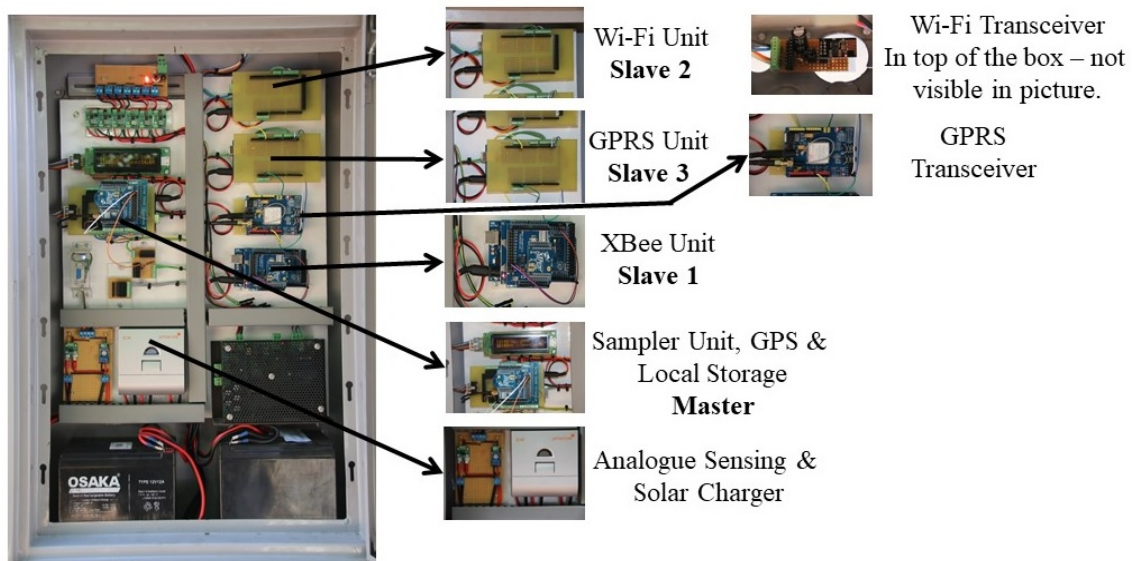 Wi-Fi Unit
Slave 2
Wi-Fi Transceiver
In top of the box – not
visible in picture.
GPRS Unit
Slave 3
GPRS
Transceiver
XBee Unit
Slave 1
Sampler Unit, GPS &
Local Storage
Master
Analogue Sensing &
Solar Charger
OSAKA
TYPE 12V12A